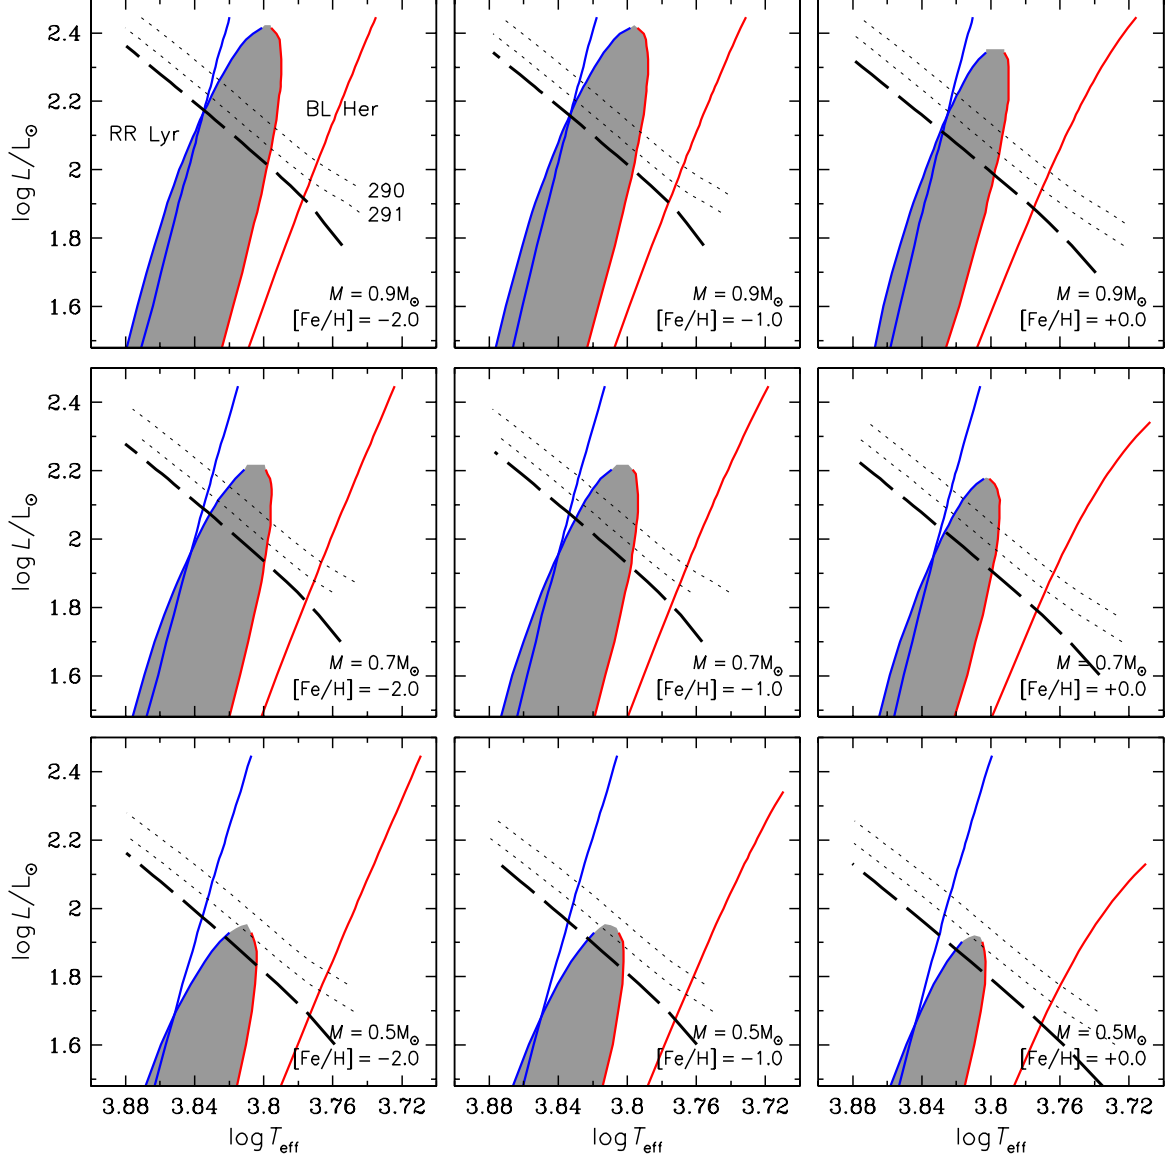 2.4
2.2
2
1.8
1.6
log L/L⊙
RR Lyr
BL Her
290
291
M = 0.9M⊙
[Fe/H] = −2.0
M = 0.9M⊙
[Fe/H] = −1.0
M = 0.9M⊙
[Fe/H] = +0.0
2.4
2.2
2
1.8
1.6
log L/L⊙
M = 0.7M⊙
[Fe/H] = −2.0
M = 0.7M⊙
[Fe/H] = −1.0
M = 0.7M⊙
[Fe/H] = +0.0
2.4
2.2
2
1.8
1.6
log L/L⊙
M = 0.5M⊙
[Fe/H] = −2.0
M = 0.5M⊙
[Fe/H] = −1.0
M = 0.5M⊙
[Fe/H] = +0.0
3.88 3.84 3.8 3.76 3.72
3.88 3.84 3.8 3.76 3.72
3.88 3.84 3.8 3.76 3.72
log Teff
log Teff
log Teff